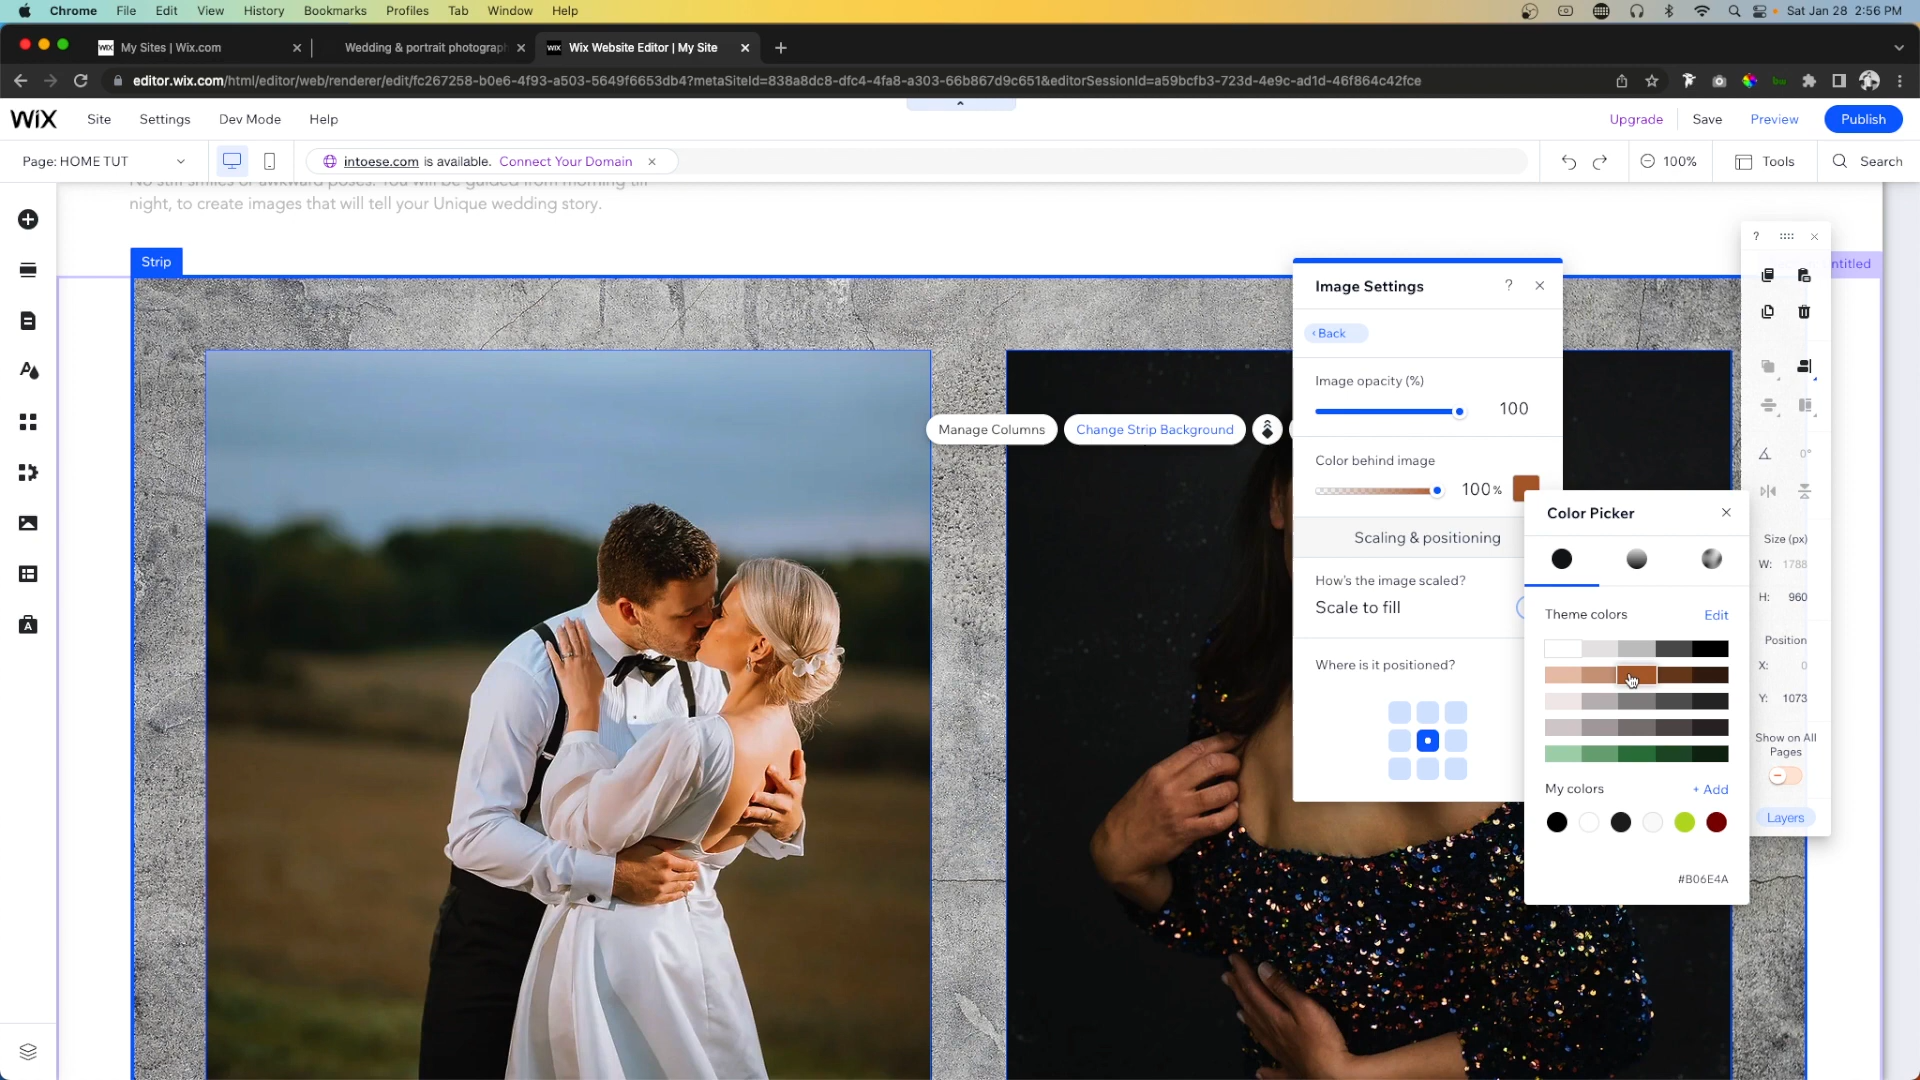 Chrome File Edit View History Bookmarks Profiles Tab Window Help Sat Jan 28 2:56 PM
WiX My Sites | Wix.com Wedding & portrait photograph WiX Wix Website Editor | My Site
editor.wix.com/html/editor/web/renderer/edit/fc267258-b0e6-4f93-a503-5649f6653db4?metaSiteId=838a8dc8-dfc4-4fa8-a303-66b867d9c651&editorSessionId=a59bcfb3-723d-4e9c-ad1d-46f864c42fce
WiX Site Settings Dev Mode Help Upgrade Save Preview Publish
Page: HOME TUT intoese.com is available. Connect Your Domain 100% Tools Search
No stiff smiles or awkward poses. You will be guided from morning till
night, to create images that will tell your Unique wedding story.
Strip
ntitled
Image Settings ?
‹ Back
Image opacity (%)
100
Manage Columns Change Strip Background
Color behind image
100%
Scaling & positioning
How's the image scaled?
Scale to fill
Where is it positioned?
Color Picker
Theme colors Edit
My colors + Add
#B06E4A
?
0°
Size (px)
W: 1788
H: 960
Position
X: 0
Y: 1073
Show on All
Pages
Layers